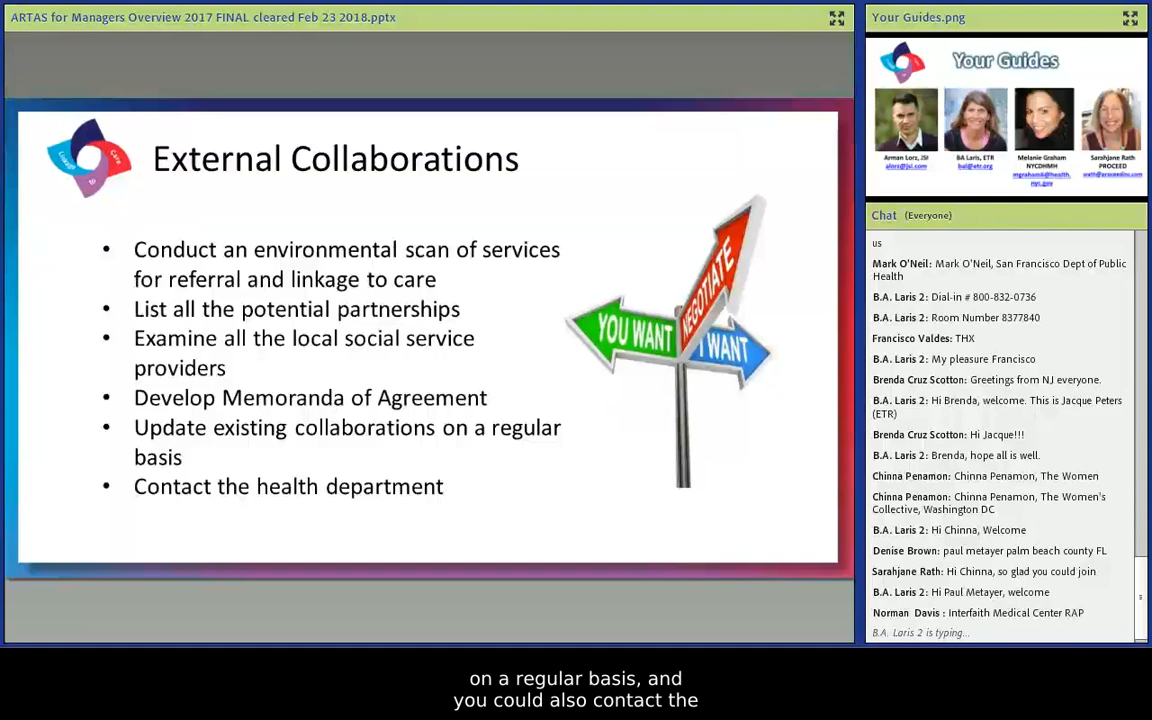 ARTAS for Managers Overview 2017 FINAL cleared Feb 23 2018.pptx
External Collaborations
Care
• Conduct an environmental scan of services
for referral and linkage to care
• List all the potential partnerships
• Examine all the local social service
providers
• Develop Memoranda of Agreement
• Update existing collaborations on a regular
basis
• Contact the health department
YOU WANT
NEGOTIATE
I WANT
Your Guides.png
Your Guides
Arman Lorz, JSI
alorz@jsi.com
BA Laris, ETR
bal@etr.org
Melanie Graham
NYCDHMH
mgraham6@health.
nyc.gov
Sarahjane Rath
PROCEED
Chat (Everyone)
us
Mark O'Neil: Mark O'Neil, San Francisco Dept of Public
Health
B.A. Laris 2: Dial-in # 800-832-0736
B.A. Laris 2: Room Number 8377840
Francisco Valdes: THX
B.A. Laris 2: My pleasure Francisco
Brenda Cruz Scotton: Greetings from NJ everyone.
B.A. Laris 2: Hi Brenda, welcome. This is Jacque Peters
(ETR)
Brenda Cruz Scotton: Hi Jacque!!!
B.A. Laris 2: Brenda, hope all is well.
Chinna Penamon: Chinna Penamon, The Women
Chinna Penamon: Chinna Penamon, The Women's
Collective, Washington DC
B.A. Laris 2: Hi Chinna, Welcome
Denise Brown: paul metayer palm beach county FL
Sarahjane Rath: Hi Chinna, so glad you could join
B.A. Laris 2: Hi Paul Metayer, welcome
Norman Davis : Interfaith Medical Center RAP
B.A. Laris 2 is typing...
on a regular basis, and
you could also contact the